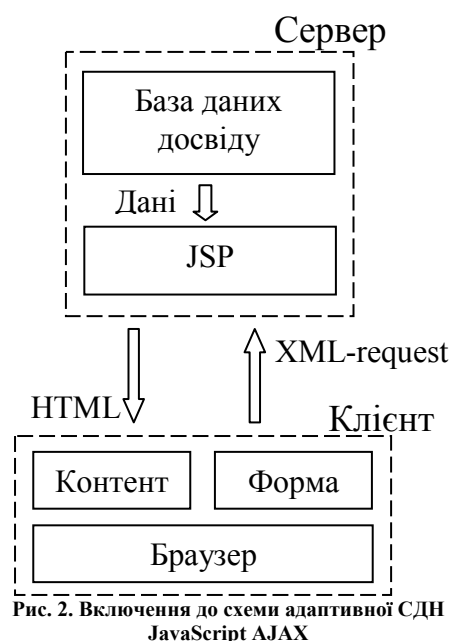 Сервер
База даних
досвіду
Дані
JSP
XML-request
HTML
Клієнт
Контент
Форма
Браузер
Рис. 2. Включення до схеми адаптивної СДН
JavaScript AJAX